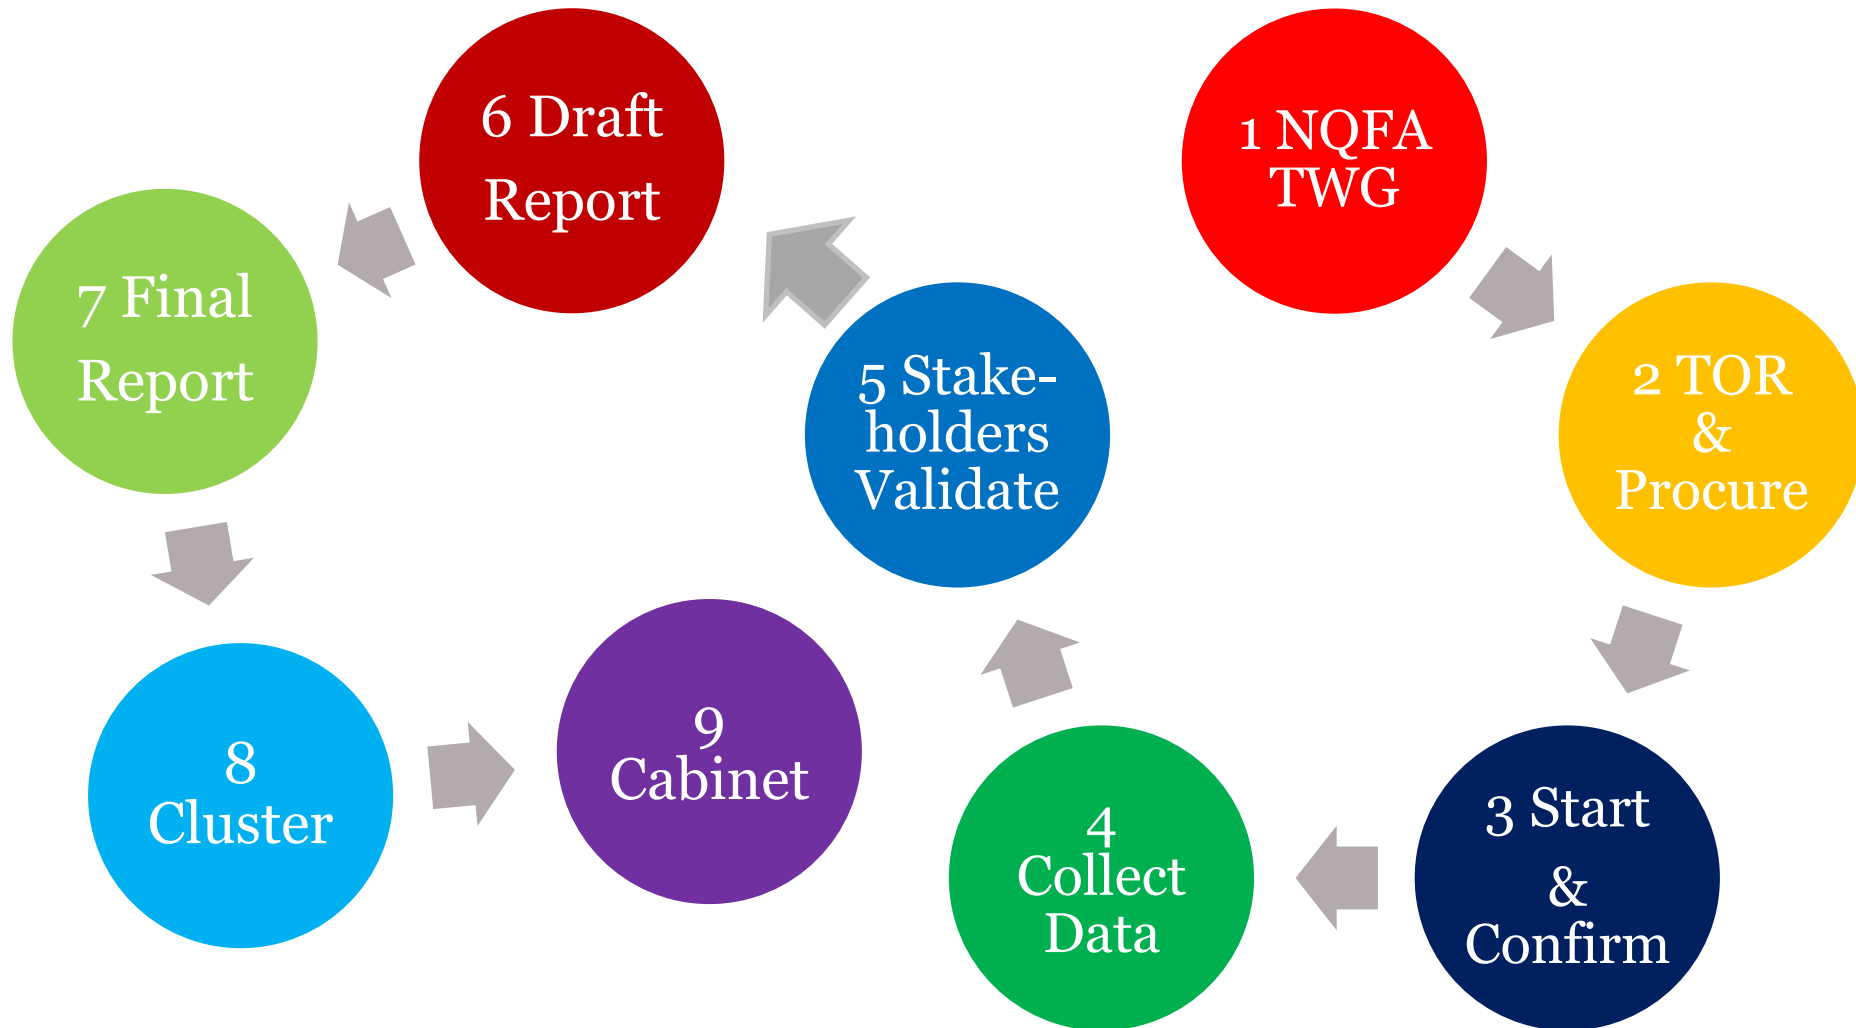 1 NQFA
TWG
2 TOR
&
Procure
3 Start
&
Confirm
4
Collect
Data
5 Stake-
holders
Validate
6 Draft
Report
7 Final
Report
8
Cluster
9
Cabinet